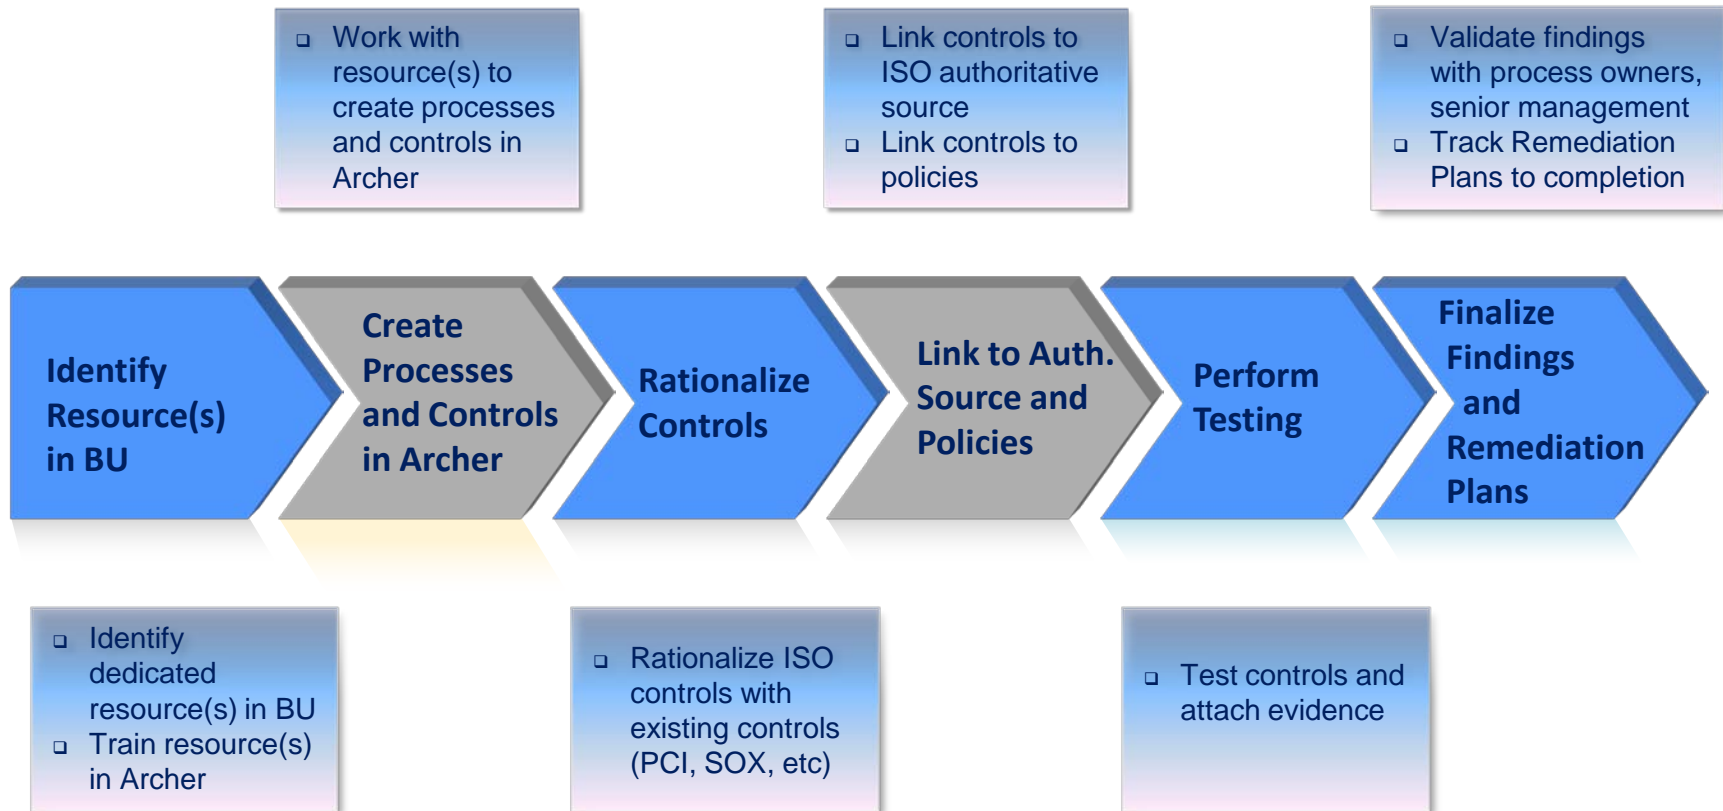 Work with
resource(s) to
create processes
and controls in
Archer
Link controls to
ISO authoritative
source
Link controls to
policies
Validate findings
with process owners,
senior management
Track Remediation
Plans to completion
Identify
Resource(s)
in BU
Create
Processes
and Controls
in Archer
Rationalize
Controls
Link to Auth.
Source and
Policies
Perform
Testing
Finalize
Findings
and
Remediation
Plans
Identify
dedicated
resource(s) in BU
Train resource(s)
in Archer
Rationalize ISO
controls with
existing controls
(PCI, SOX, etc)
Test controls and
attach evidence